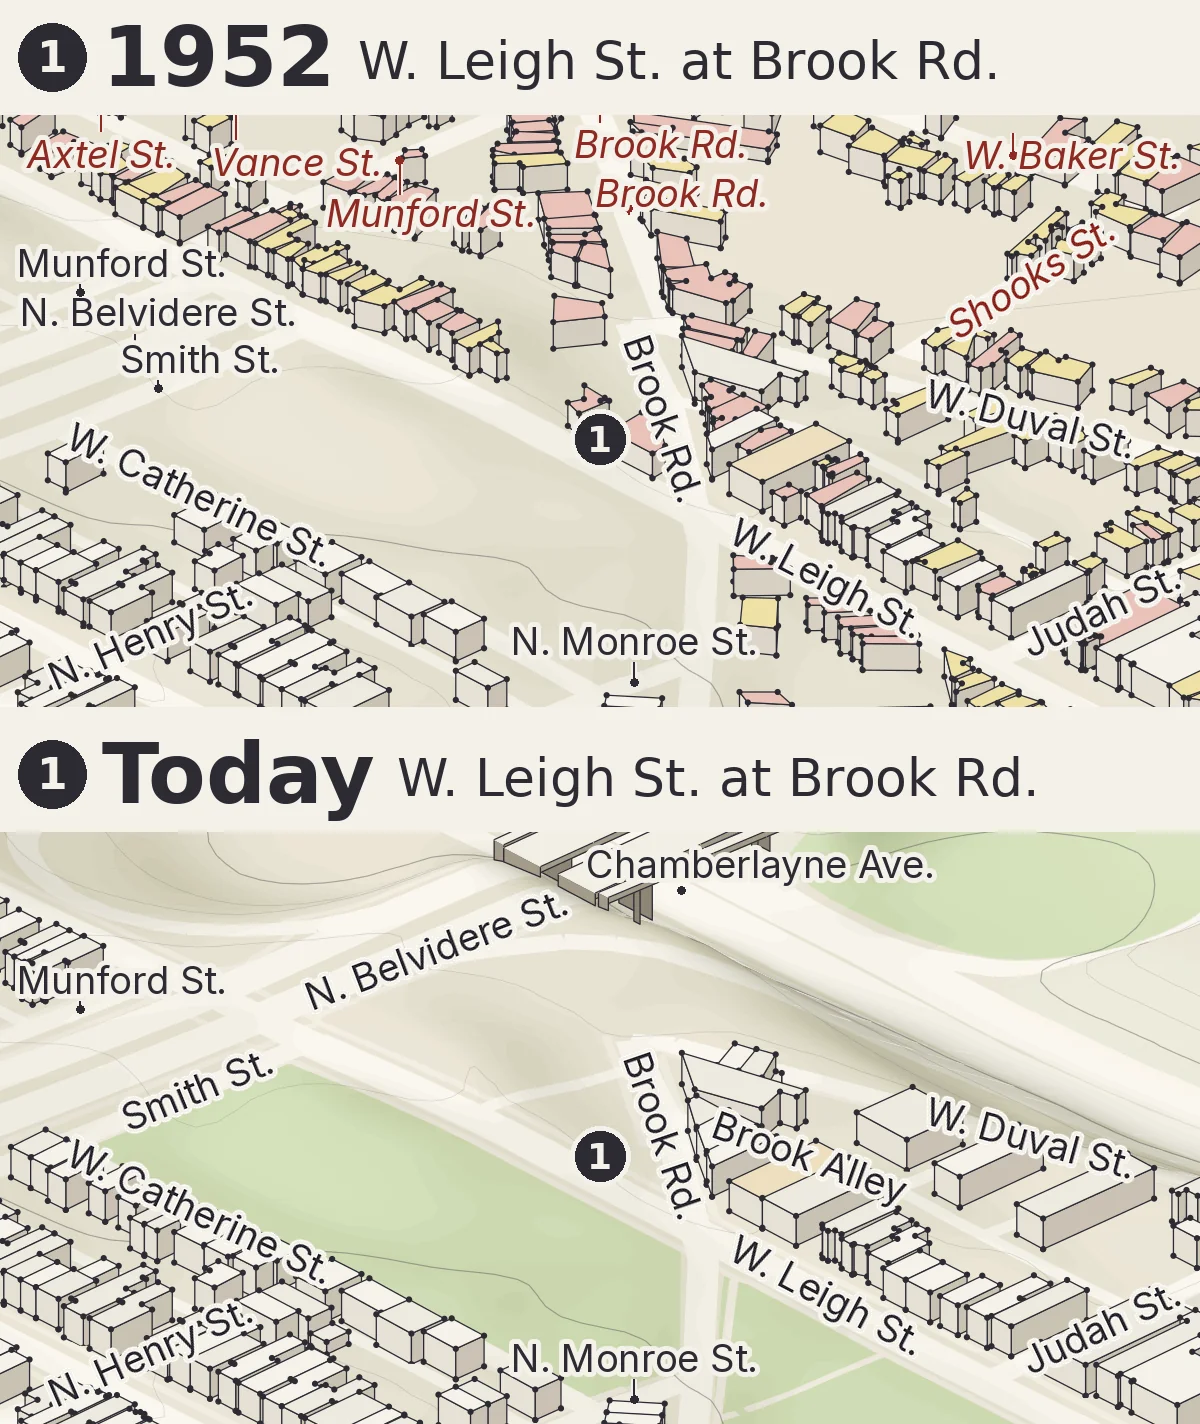 1 1952 W. Leigh St. at Brook Rd.
Axtel St.
Vance St.
Brook Rd.
W. Baker St.
Munford St.
Brook Rd.
Shooks St.
Munford St.
N. Belvidere St.
Smith St.
Brook Rd.
W. Duval St.
W. Catherine St.
1
W. Leigh St.
N. Henry St.
N. Monroe St.
Judah St.
1 Today W. Leigh St. at Brook Rd.
Chamberlayne Ave.
N. Belvidere St.
Munford St.
Smith St.
Brook Rd.
Brook Alley
W. Duval St.
1
W. Catherine St.
W. Leigh St.
N. Henry St.
N. Monroe St.
Judah St.